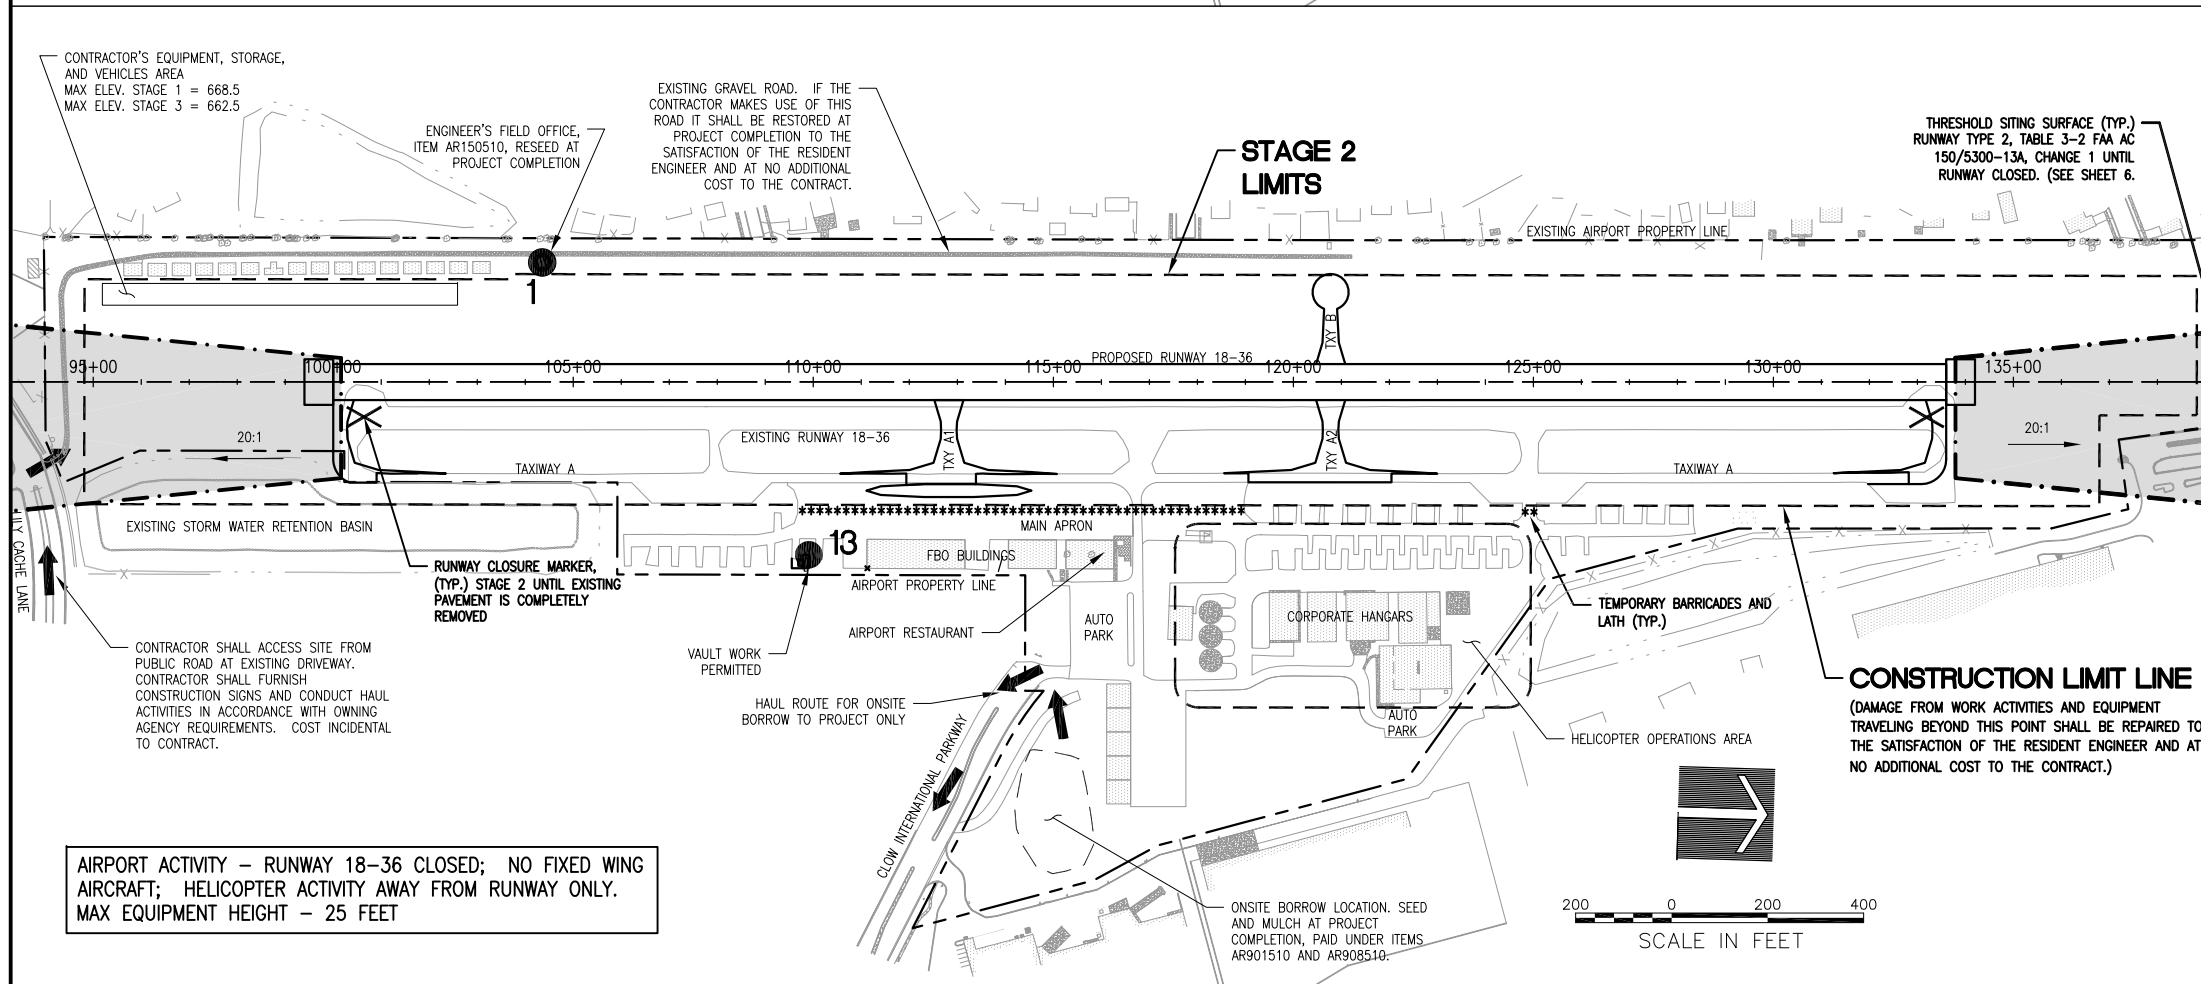 CONTRACTOR'S EQUIPMENT, STORAGE,
AND VEHICLES AREA
MAX ELEV. STAGE 1 = 668.5
MAX ELEV. STAGE 3 = 662.5
ENGINEER'S FIELD OFFICE,
ITEM AR150510, RESEED AT
PROJECT COMPLETION
EXISTING GRAVEL ROAD. IF THE
CONTRACTOR MAKES USE OF THIS
ROAD IT SHALL BE RESTORED AT
PROJECT COMPLETION TO THE
SATISFACTION OF THE RESIDENT
ENGINEER AND AT NO ADDITIONAL
COST TO THE CONTRACT.
STAGE 2
LIMITS
THRESHOLD SITING SURFACE (TYP.)
RUNWAY TYPE 2, TABLE 3-2 FAA AC
150/5300-13A, CHANGE 1 UNTIL
RUNWAY CLOSED. (SEE SHEET 6.
EXISTING AIRPORT PROPERTY LINE
1
TXY B
PROPOSED RUNWAY 18-36
95+00
100+00
105+00
110+00
115+00
120+00
125+00
130+00
135+00
20:1
EXISTING RUNWAY 18-36
TXY A1
TXY A2
20:1
TAXIWAY A
TAXIWAY A
EXISTING STORM WATER RETENTION BASIN
MAIN APRON
13
FBO BUILDINGS
AIRPORT PROPERTY LINE
RUNWAY CLOSURE MARKER,
(TYP.) STAGE 2 UNTIL EXISTING
PAVEMENT IS COMPLETELY
REMOVED
LILY CACHE LANE
AIRPORT RESTAURANT
AUTO
PARK
CORPORATE HANGARS
TEMPORARY BARRICADES AND
LATH (TYP.)
VAULT WORK
PERMITTED
CONTRACTOR SHALL ACCESS SITE FROM
PUBLIC ROAD AT EXISTING DRIVEWAY.
CONTRACTOR SHALL FURNISH
CONSTRUCTION SIGNS AND CONDUCT HAUL
ACTIVITIES IN ACCORDANCE WITH OWNING
AGENCY REQUIREMENTS. COST INCIDENTAL
TO CONTRACT.
HAUL ROUTE FOR ONSITE
BORROW TO PROJECT ONLY
AUTO
PARK
HELICOPTER OPERATIONS AREA
CONSTRUCTION LIMIT LINE
(DAMAGE FROM WORK ACTIVITIES AND EQUIPMENT
TRAVELING BEYOND THIS POINT SHALL BE REPAIRED TO
THE SATISFACTION OF THE RESIDENT ENGINEER AND AT
NO ADDITIONAL COST TO THE CONTRACT.)
CLOW INTERNATIONAL PARKWAY
AIRPORT ACTIVITY - RUNWAY 18-36 CLOSED; NO FIXED WING
AIRCRAFT; HELICOPTER ACTIVITY AWAY FROM RUNWAY ONLY.
MAX EQUIPMENT HEIGHT - 25 FEET
ONSITE BORROW LOCATION. SEED
AND MULCH AT PROJECT
COMPLETION, PAID UNDER ITEMS
AR901510 AND AR908510.
200 0 200 400
SCALE IN FEET